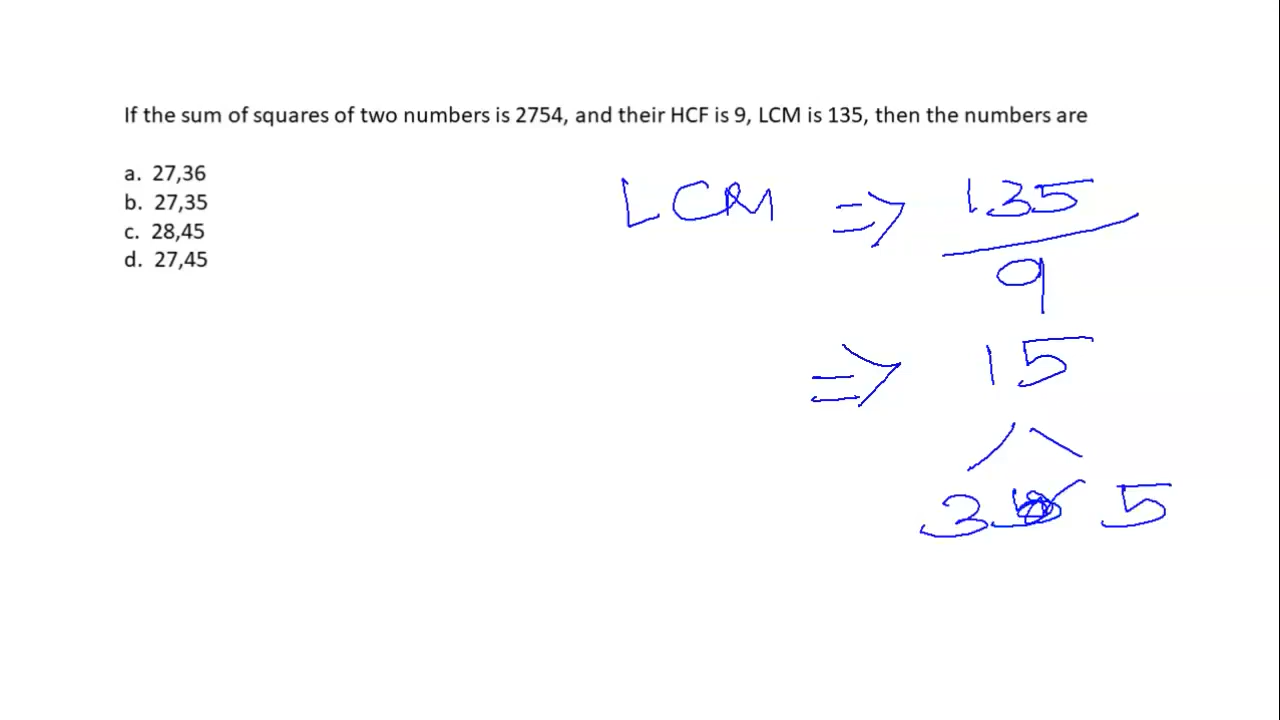 If the sum of squares of two numbers is 2754, and their HCF is 9, LCM is 135, then the numbers are
a. 27,36
b. 27,35
c. 28,45
d. 27,45
LCM ⇒ 135
9
⇒ 15
3 5